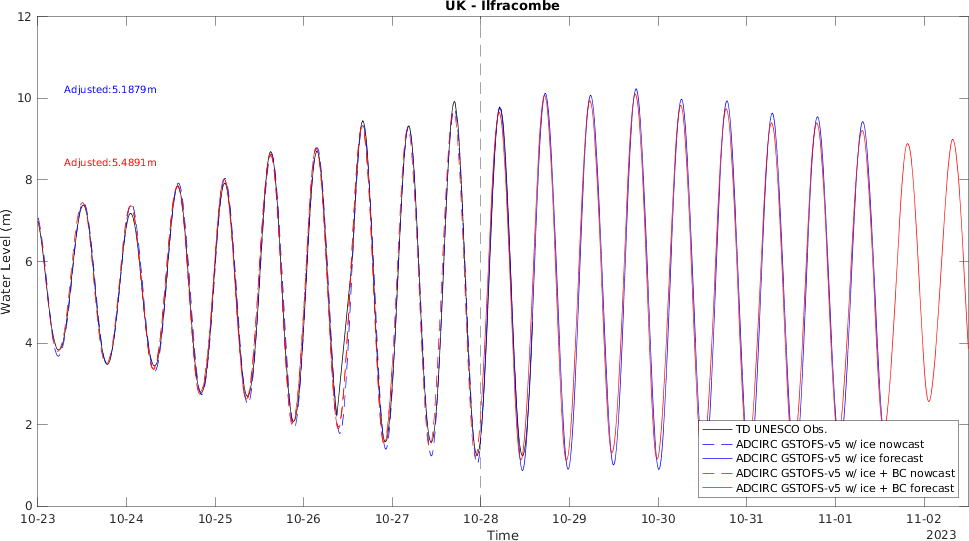 UK - Ilfracombe
12
10
8
6
4
2
0
Water Level (m)
Adjusted:5.1879m
Adjusted:5.4891m
TD UNESCO Obs.
ADCIRC GSTOFS-v5 w/ ice nowcast
ADCIRC GSTOFS-v5 w/ ice forecast
ADCIRC GSTOFS-v5 w/ ice + BC nowcast
ADCIRC GSTOFS-v5 w/ ice + BC forecast
10-23 10-24 10-25 10-26 10-27 10-28 10-29 10-30 10-31 11-01 11-02
2023
Time